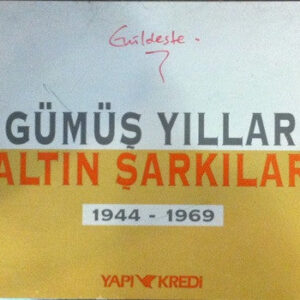 Güldeste.
GÜMÜŞ YILLAR
ALTIN ŞARKILAR
1944 - 1969
YAPI KREDİ